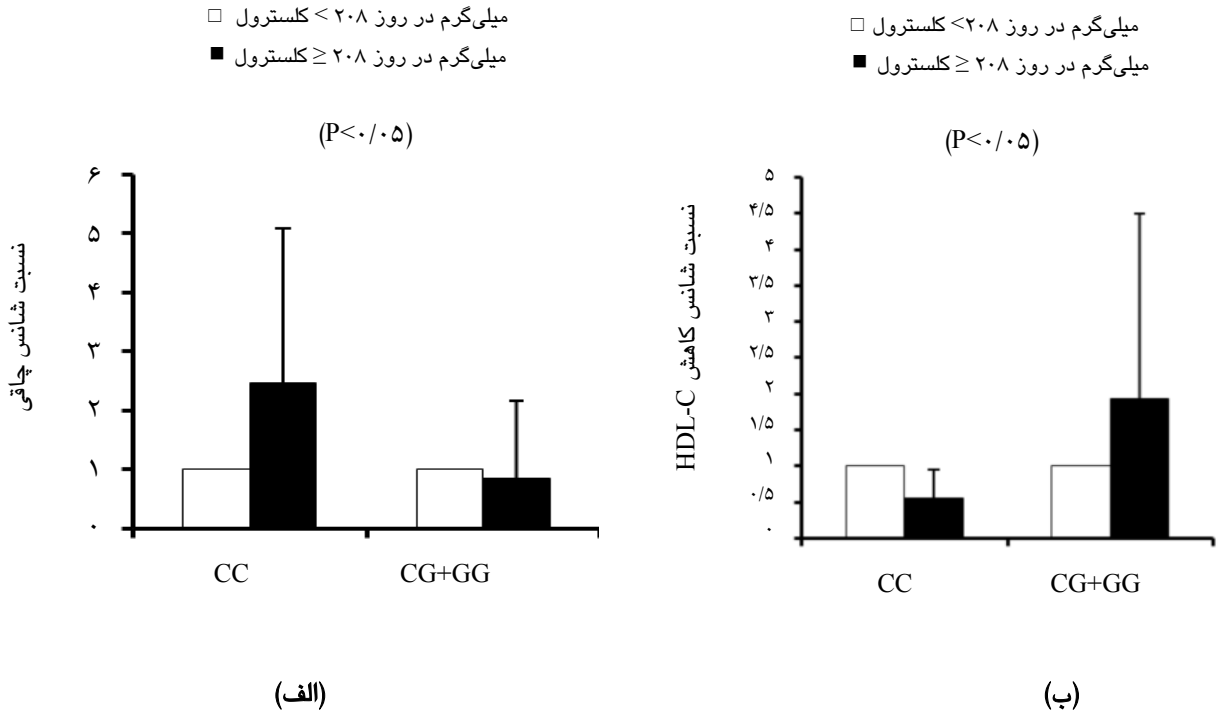 □ کلسترول < ۲۰۸ میلی‌گرم در روز
■ کلسترول ≥ ۲۰۸ میلی‌گرم در روز
(P<۰/۰۵)
نسبت شانس چاقی
۶
۵
۴
۳
۲
۱
۰
CC CG+GG
(الف)
□ کلسترول <۲۰۸ میلی‌گرم در روز
■ کلسترول ≥ ۲۰۸ میلی‌گرم در روز
(P<۰/۰۵)
نسبت شانس کاهش HDL-C
۵
۴/۵
۴
۳/۵
۳
۲/۵
۲
۱/۵
۱
۰/۵
۰
CC CG+GG
(ب)